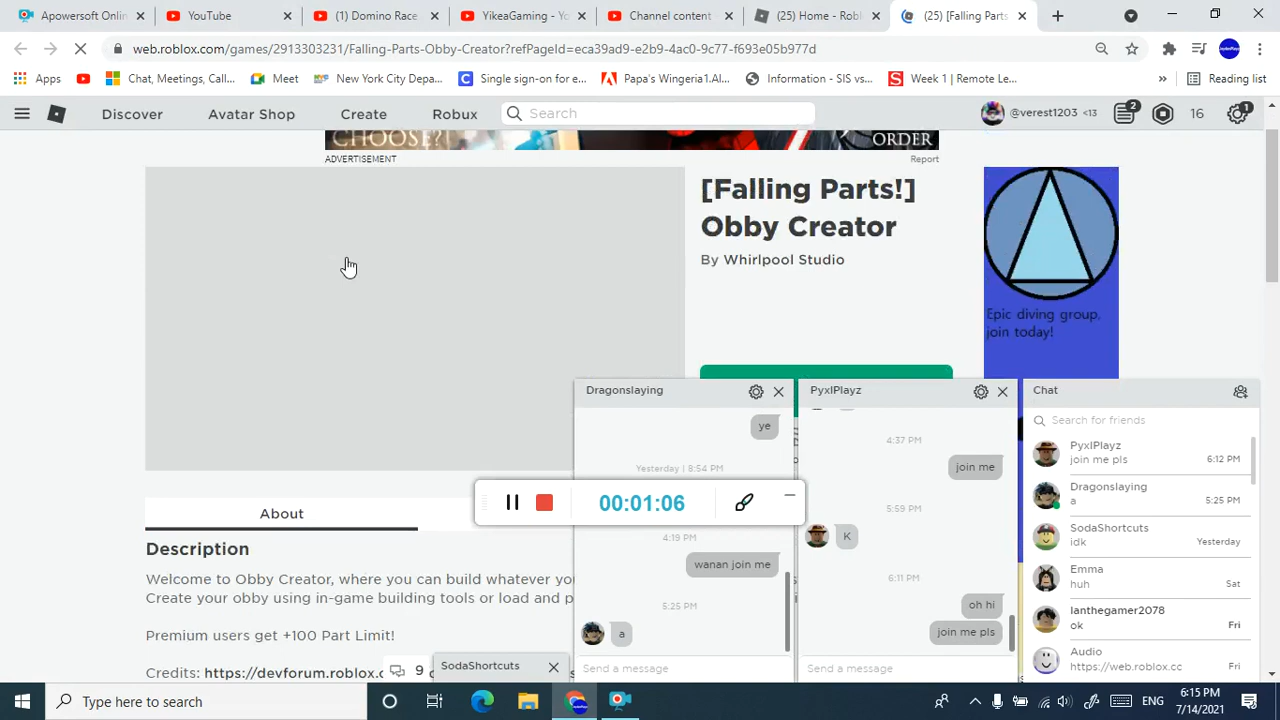 Apowersoft Onlin
YouTube
(1) Domino Race
YikeaGaming - Yo
Channel content
(25) Home - Robl
(25) [Falling Parts
web.roblox.com/games/2913303231/Falling-Parts-Obby-Creator?refPageId=eca39ad9-e2b9-4ac0-9c77-f693e05b977d
Apps
Chat, Meetings, Call...
Meet
New York City Depa...
Single sign-on for e...
Papa's Wingeria1.A...
Information - SIS vs...
Week 1 | Remote Le...
»
Reading list
Discover
Avatar Shop
Create
Robux
Search
@verest1203 <13
2
16
1
CHOOSE?]
ORDER
ADVERTISEMENT
Report
[Falling Parts!]
Obby Creator
By Whirlpool Studio
Epic diving group,
join today!
Dragonslaying
ye
Yesterday | 8:54 PM
4:19 PM
wanan join me
5:25 PM
a
Send a message
PyxlPlayz
4:37 PM
join me
5:59 PM
K
6:11 PM
oh hi
join me pls
Send a message
Chat
Search for friends
PyxlPlayz
join me pls
6:12 PM
Dragonslaying
a
5:25 PM
SodaShortcuts
idk
Yesterday
Emma
huh
Sat
Ianthegamer2078
ok
Fri
Audio
https://web.roblox.cc
Fri
00:01:06
About
Description
Welcome to Obby Creator, where you can build whatever you
Create your obby using in-game building tools or load and p
Premium users get +100 Part Limit!
Credits: https://devforum.roblox.c
9
SodaShortcuts
Type here to search
ENG
6:15 PM
7/14/2021